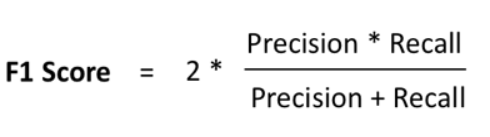 Precision * Recall
F1 Score = 2 *
Precision + Recall